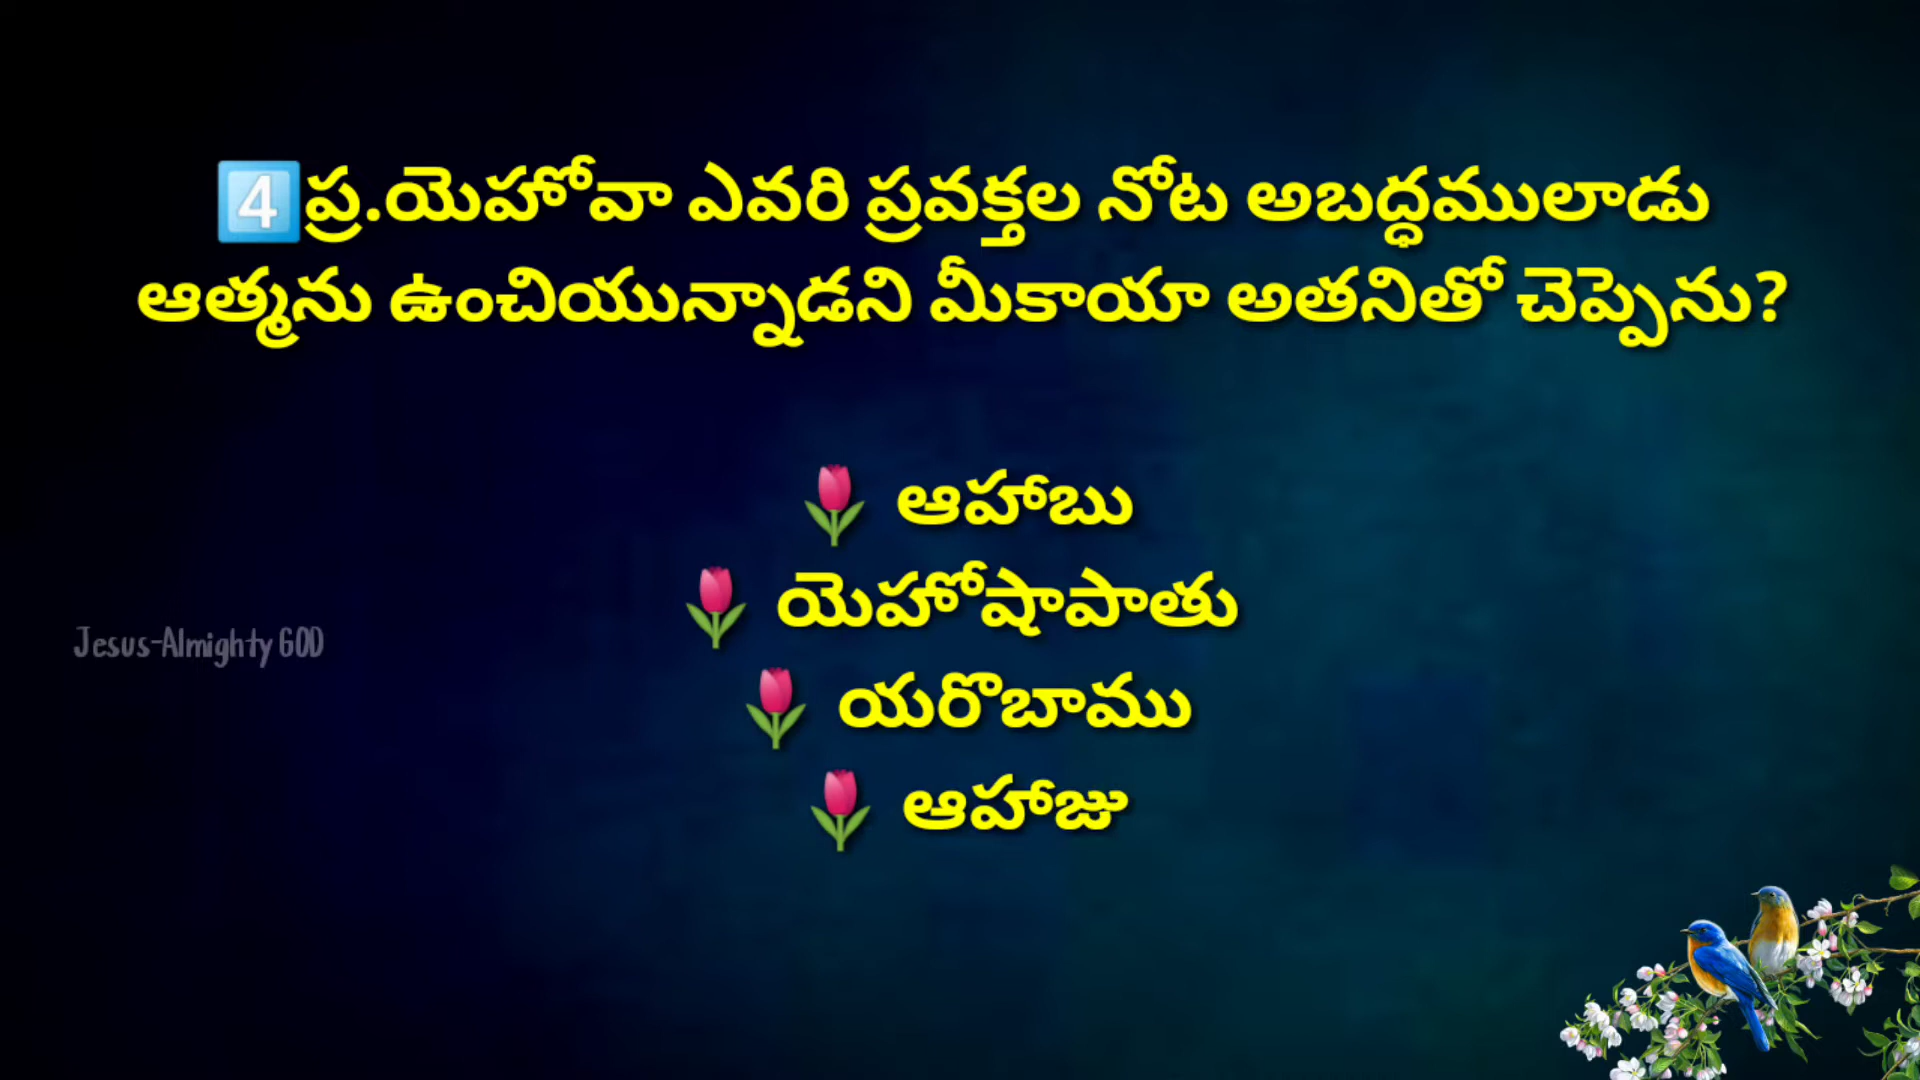 4️⃣ప్ర.యెహోవా ఎవరి ప్రవక్తల నోట అబద్ధములాడు
ఆత్మను ఉంచియున్నాడని మీకాయా అతనితో చెప్పెను?
🌷 ఆహాబు
🌷 యెహోషాపాతు
🌷 యరొబాము
🌷 ఆహాజు
Jesus-Almighty GOD